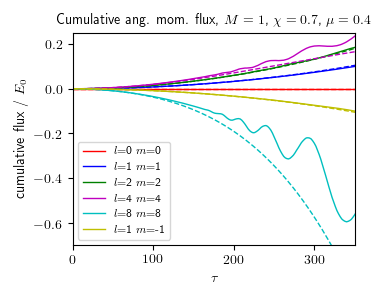 Cumulative ang. mom. flux, M = 1, χ = 0.7, μ = 0.4
cumulative flux / E₀
0.2
0.0
−0.2
−0.4
−0.6
l=0 m=0
l=1 m=1
l=2 m=2
l=4 m=4
l=8 m=8
l=1 m=-1
0 100 200 300
τ